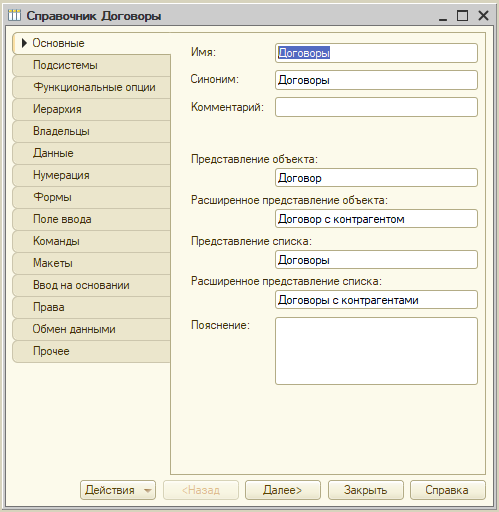 Справочник Договоры
Основные
Подсистемы
Функциональные опции
Иерархия
Владельцы
Данные
Нумерация
Формы
Поле ввода
Команды
Макеты
Ввод на основании
Права
Обмен данными
Прочее
Имя: Договоры
Синоним: Договоры
Комментарий:
Представление объекта:
Договор
Расширенное представление объекта:
Договор с контрагентом
Представление списка:
Договоры
Расширенное представление списка:
Договоры с контрагентами
Пояснение:
Действия <Назад Далее> Закрыть Справка